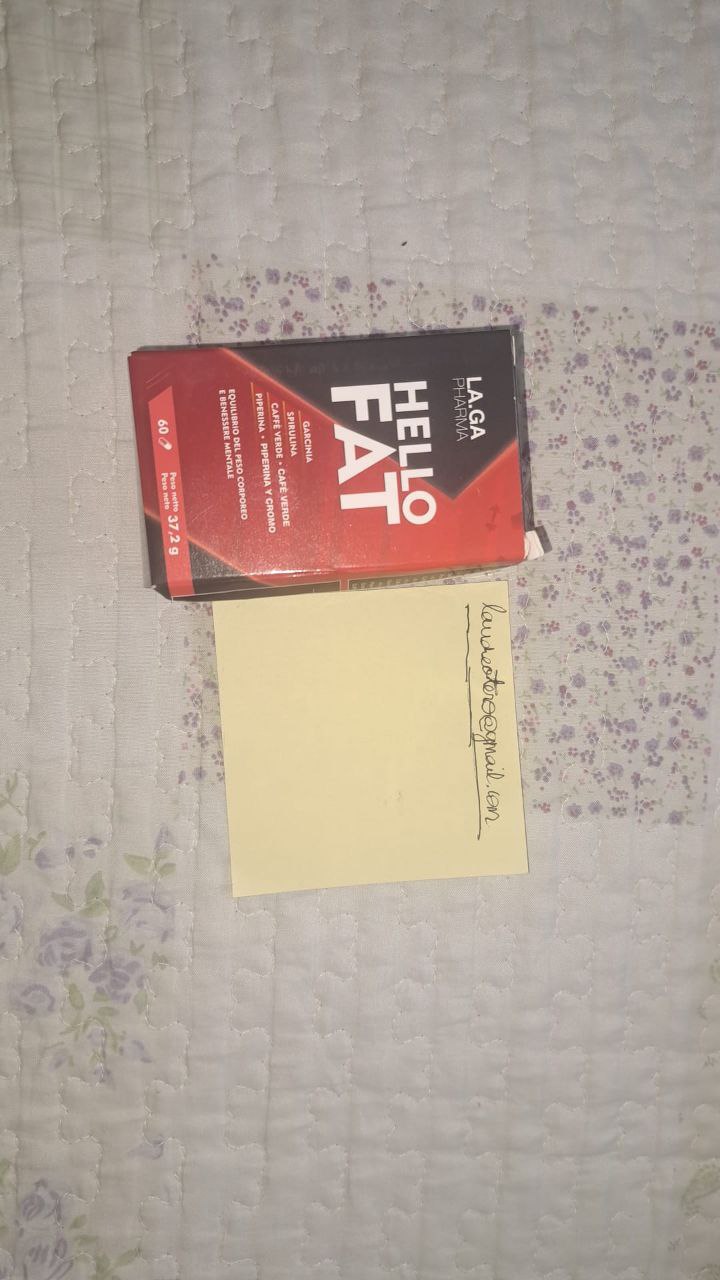 LA.GA
PHARMA
HELLO
FAT
GARCINIA
SPIRULINA
CAFFÈ VERDE • CAFÉ VERDE
PIPERINA • PIPERINA Y CROMO
EQUILIBRIO DEL PESO CORPOREO
E BENESSERE MENTALE
60
Peso netto
Peso neto
37,2 g